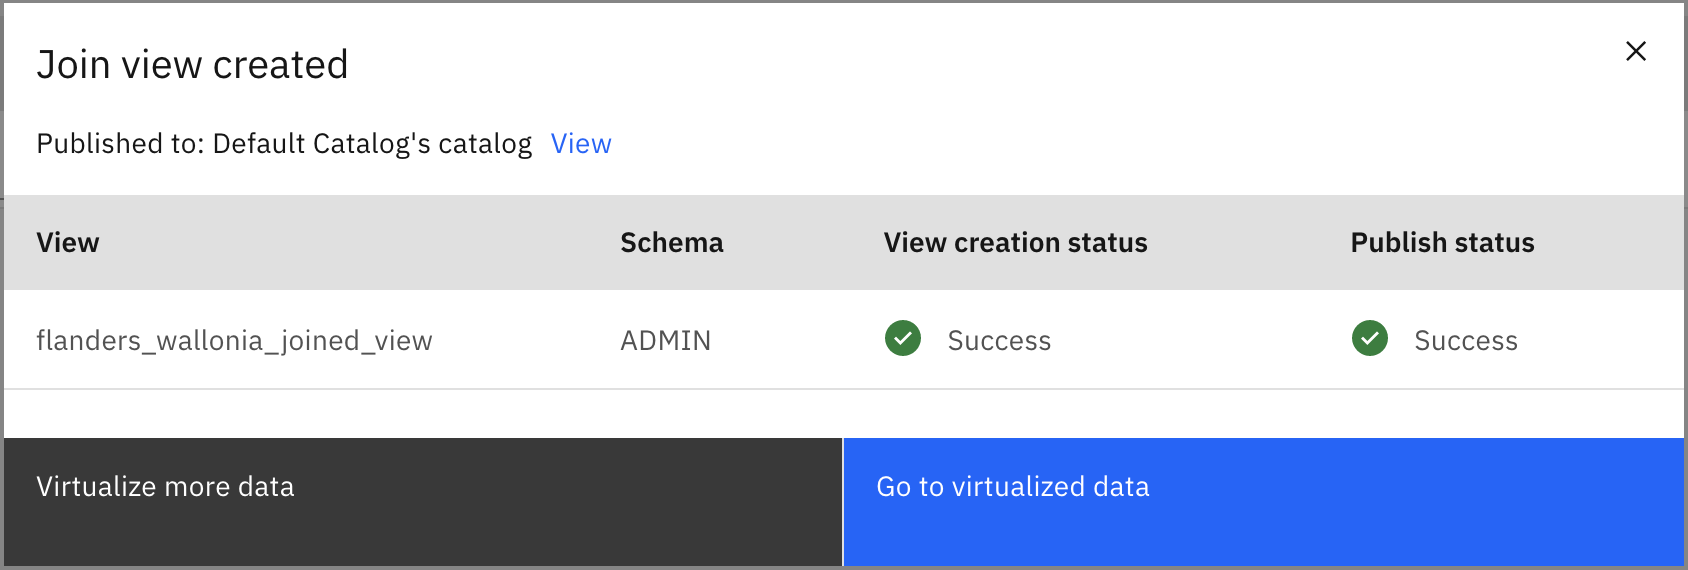 Join view created
Published to: Default Catalog's catalog View
View Schema View creation status Publish status
flanders_wallonia_joined_view ADMIN Success Success
Virtualize more data Go to virtualized data